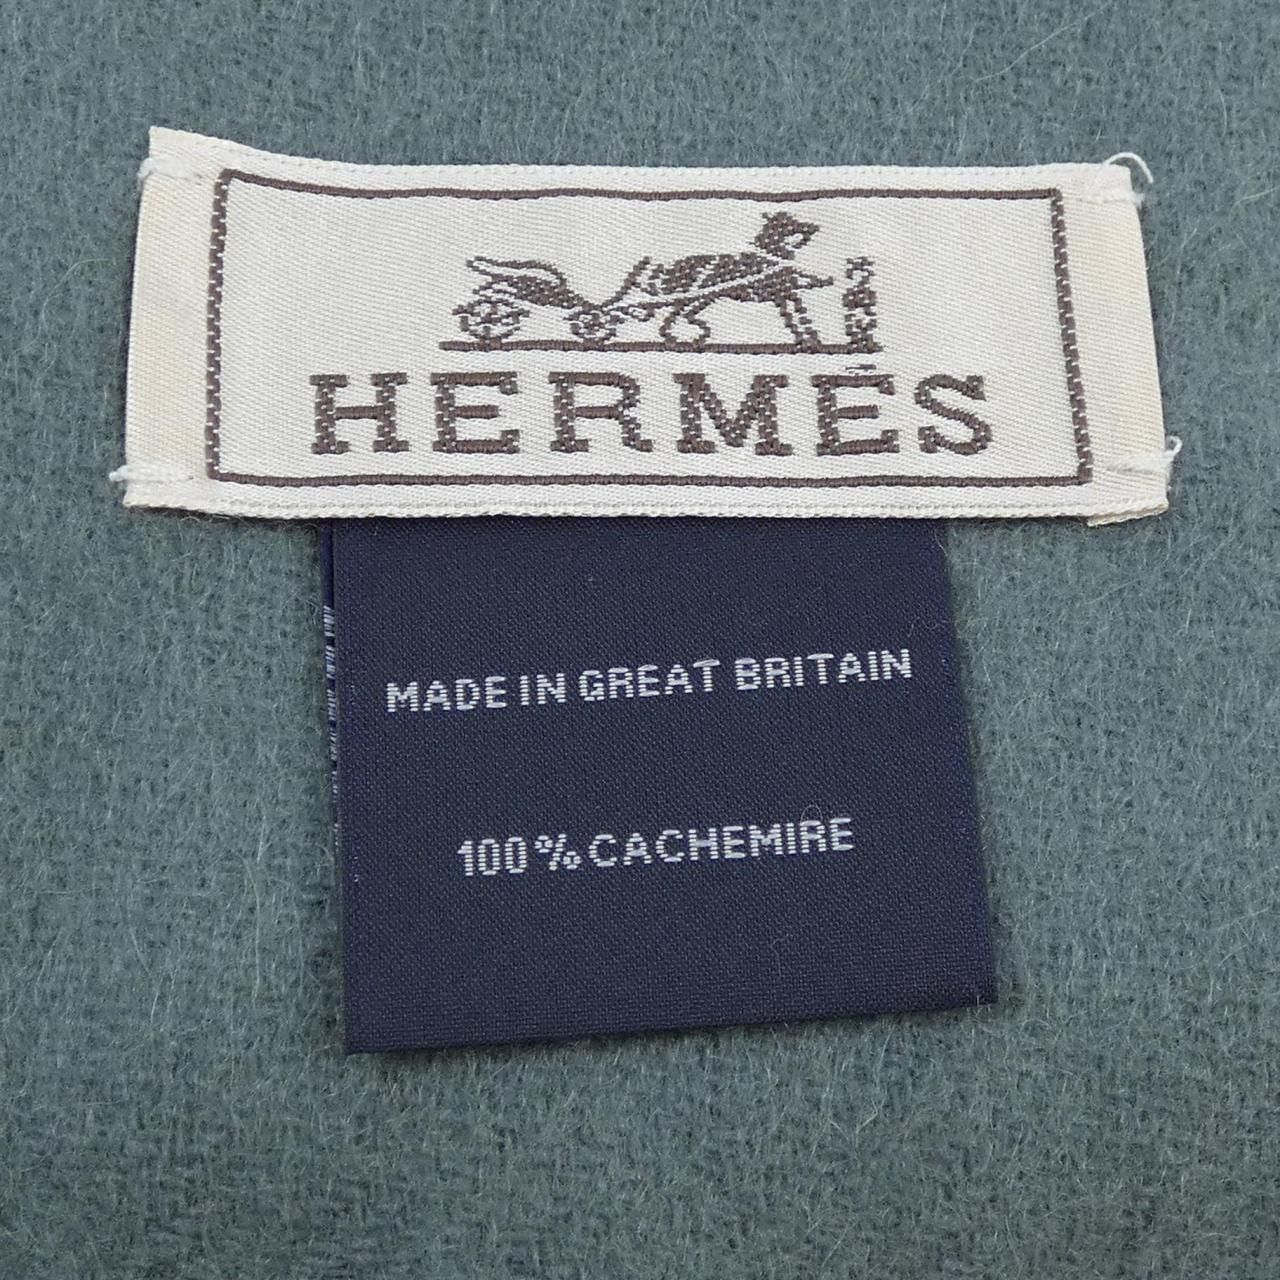 HERMÈS
MADE IN GREAT BRITAIN
100% CACHEMIRE